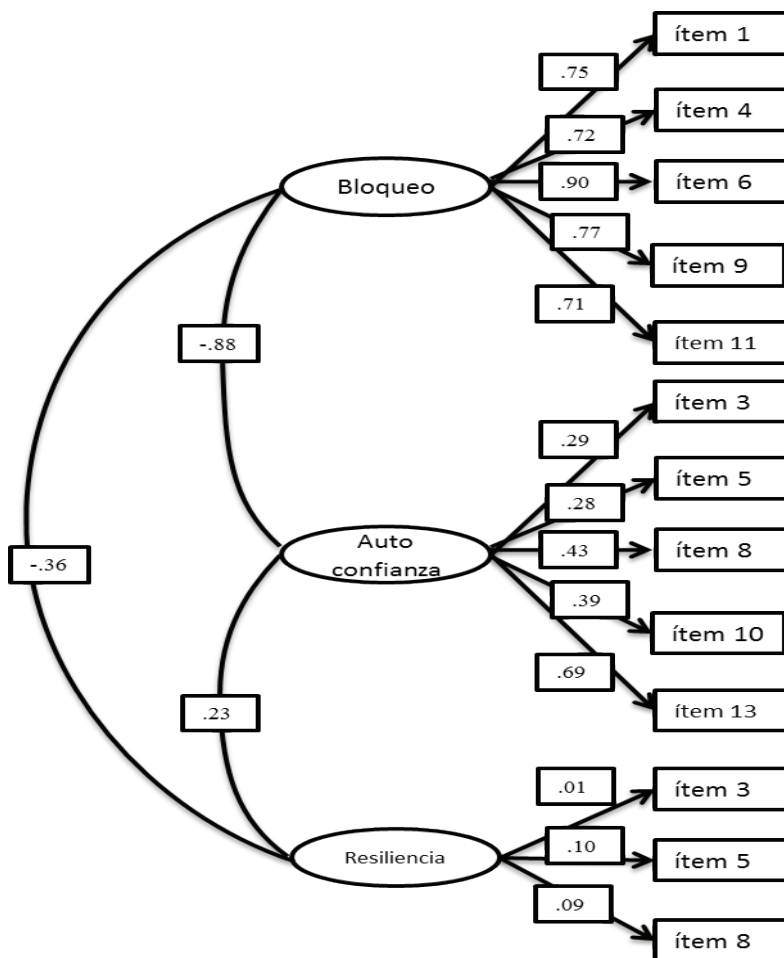 ítem 1
.75
ítem 4
.72
Bloqueo
.90
ítem 6
.77
ítem 9
.71
-.88
ítem 11
ítem 3
.29
ítem 5
.28
Auto
confianza
.43
ítem 8
-.36
.39
ítem 10
.69
ítem 13
.23
.01
ítem 3
.10
Resiliencia
ítem 5
.09
ítem 8